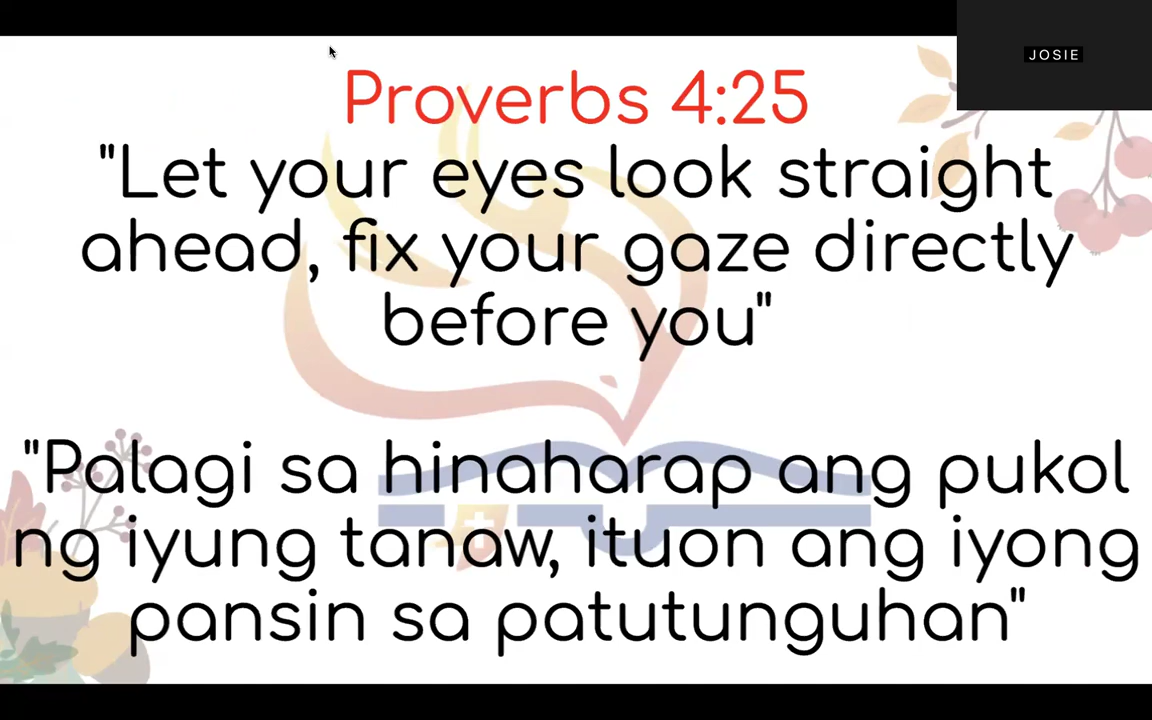 JOSIE
Proverbs 4:25
"Let your eyes look straight
ahead, fix your gaze directly
before you"
"Palagi sa hinaharap ang pukol
ng iyung tanaw, ituon ang iyong
pansin sa patutunguhan"